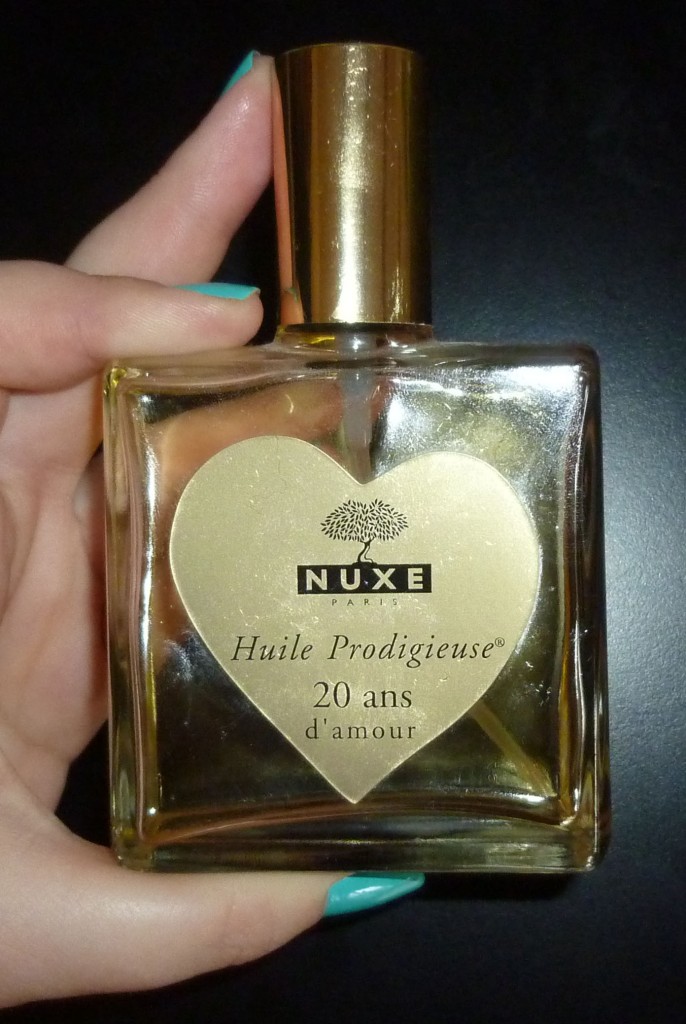 NUXE
PARIS
Huile Prodigieuse®
20 ans
d'amour